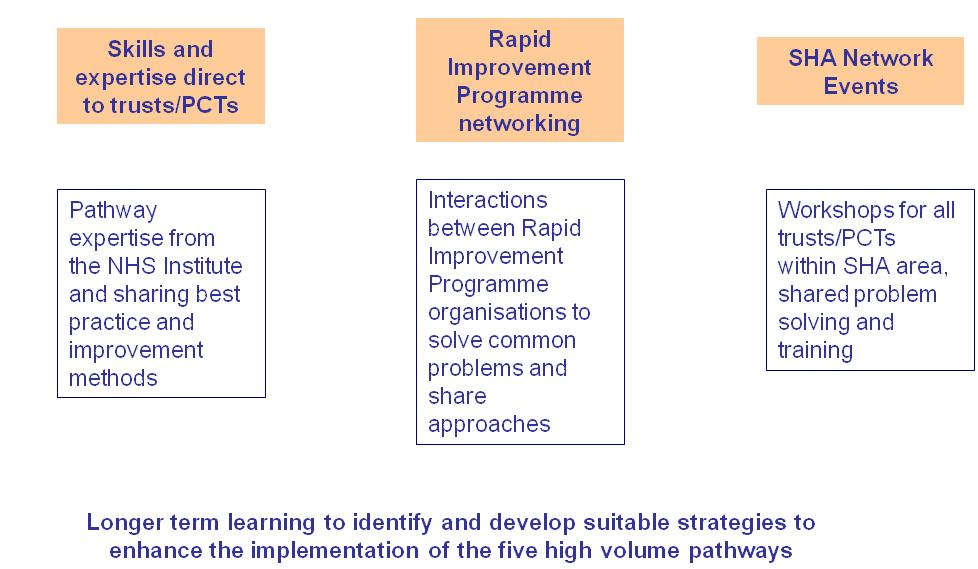 Skills and
expertise direct
to trusts/PCTs
Pathway
expertise from
the NHS Institute
and sharing best
practice and
improvement
methods
Rapid
Improvement
Programme
networking
Interactions
between Rapid
Improvement
Programme
organisations to
solve common
problems and
share
approaches
SHA Network
Events
Workshops for all
trusts/PCTs
within SHA area,
shared problem
solving and
training
Longer term learning to identify and develop suitable strategies to
enhance the implementation of the five high volume pathways